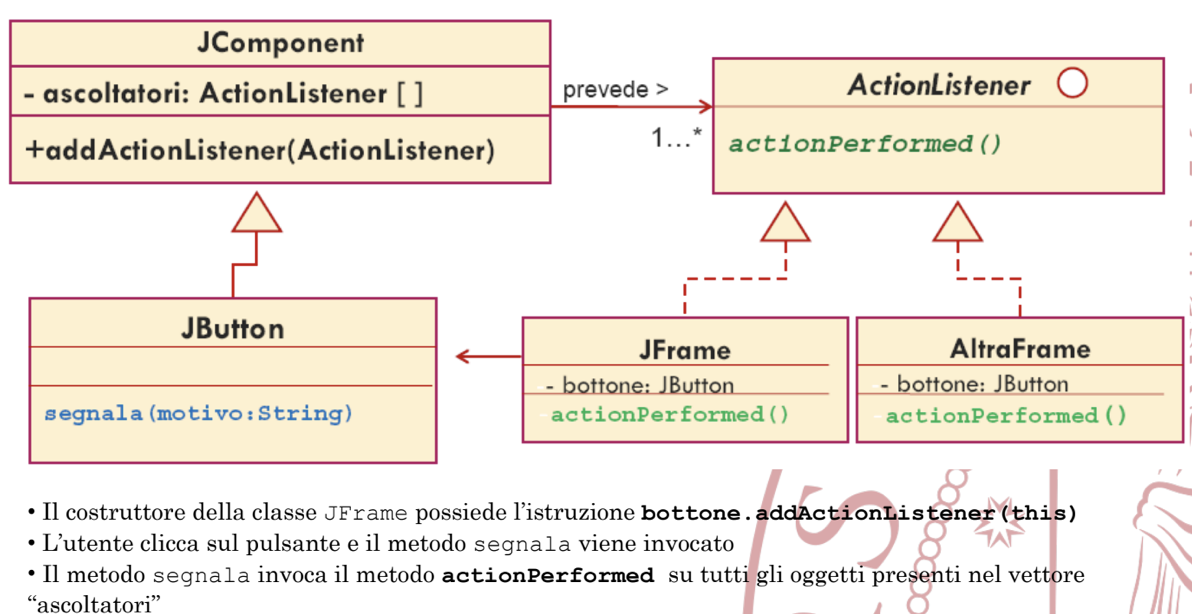 JComponent
- ascoltatori: ActionListener [ ]
+addActionListener(ActionListener)
prevede >
1...*
ActionListener
actionPerformed()
JButton
segnala(motivo:String)
JFrame
- bottone: JButton
actionPerformed()
AltraFrame
- bottone: JButton
actionPerformed()
• Il costruttore della classe JFrame possiede l'istruzione bottone.addActionListener(this)
• L'utente clicca sul pulsante e il metodo segnala viene invocato
• Il metodo segnala invoca il metodo actionPerformed su tutti gli oggetti presenti nel vettore
“ascoltatori”